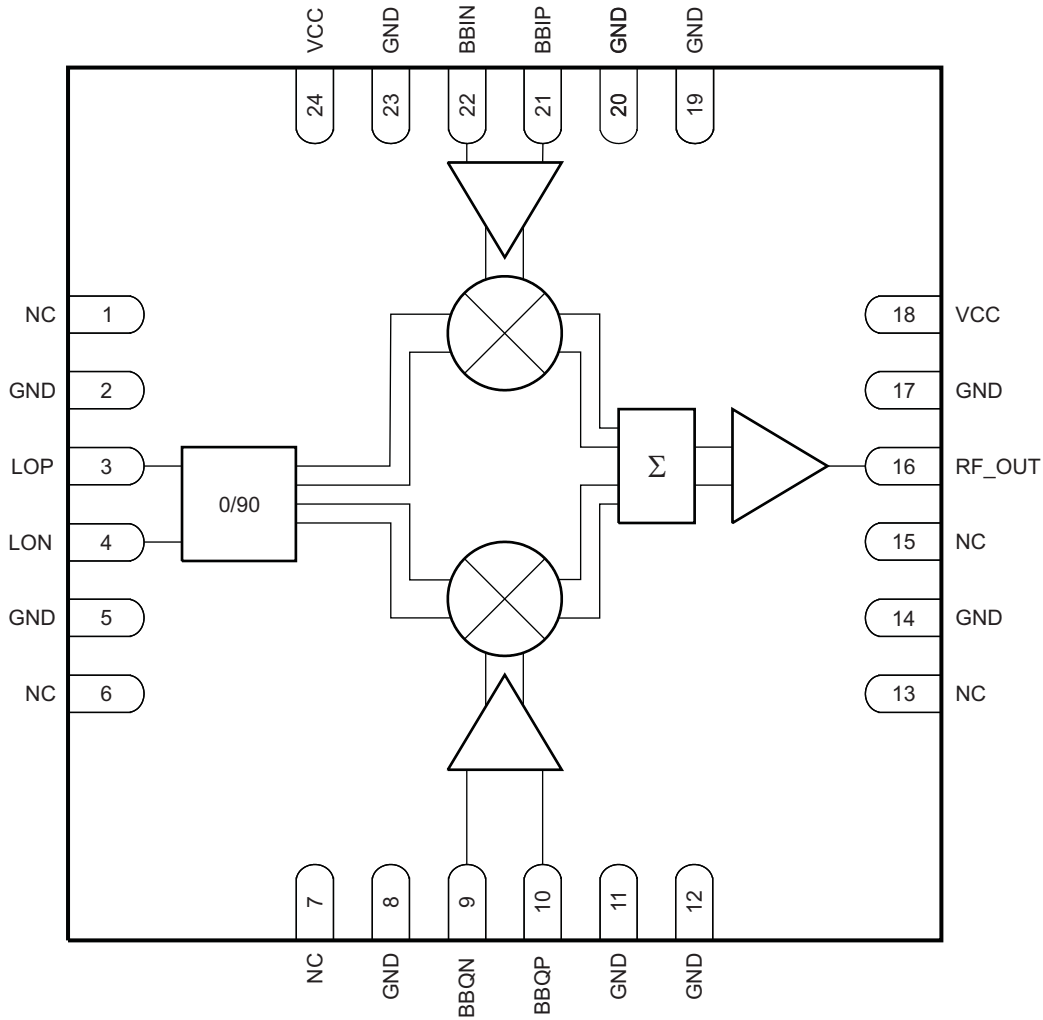 VCC GND BBIN BBIP GND GND
24 23 22 21 20 19
NC 1
18 VCC
GND 2
17 GND
LOP 3
0/90
Σ
16 RF_OUT
LON 4
15 NC
GND 5
14 GND
NC 6
13 NC
7 8 9 10 11 12
NC GND BBQN BBQP GND GND